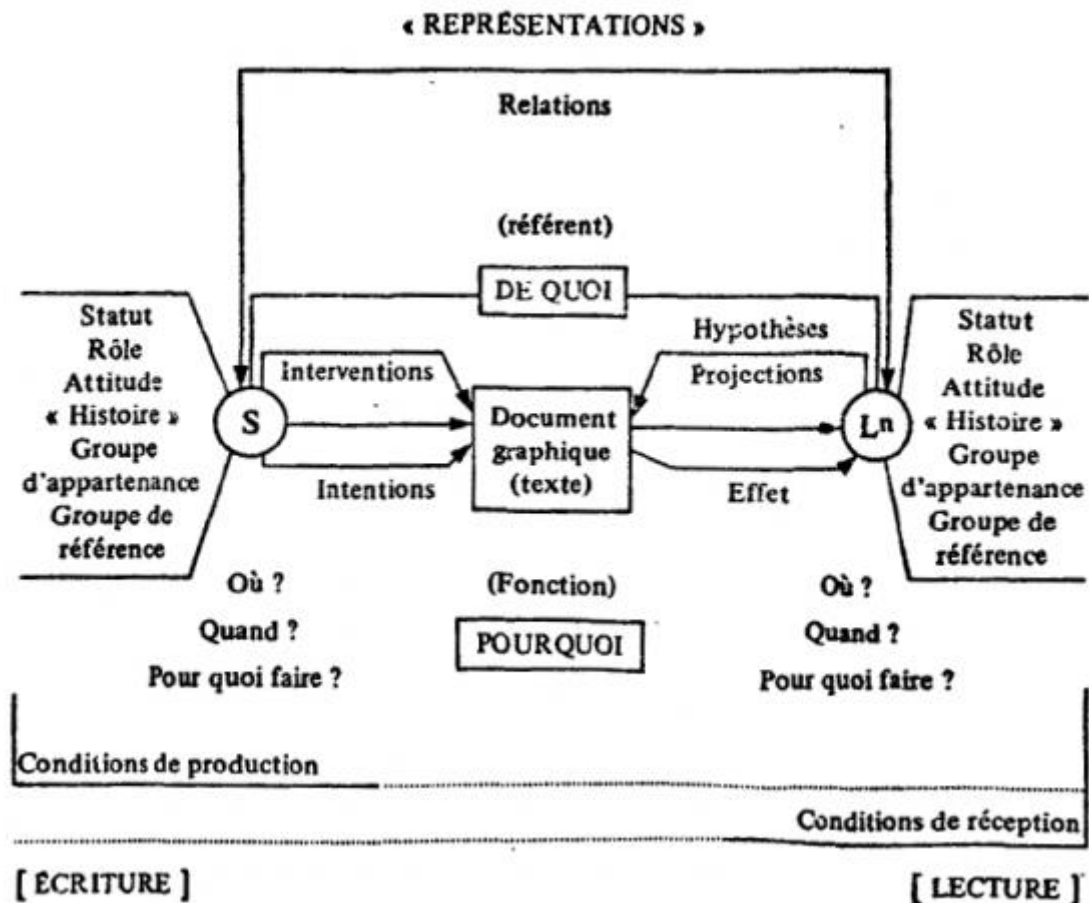 « REPRÉSENTATIONS »
Relations
(référent)
DE QUOI
Statut
Rôle
Attitude
« Histoire »
Groupe
d'appartenance
Groupe de
référence
S
Interventions
Intentions
Document
graphique
(texte)
Hypothèses
Projections
Effet
Lⁿ
Statut
Rôle
Attitude
« Histoire »
Groupe
d'appartenance
Groupe de
référence
Où ?
Quand ?
Pour quoi faire ?
(Fonction)
POURQUOI
Où ?
Quand ?
Pour quoi faire ?
Conditions de production
Conditions de réception
[ ÉCRITURE ]
[ LECTURE ]